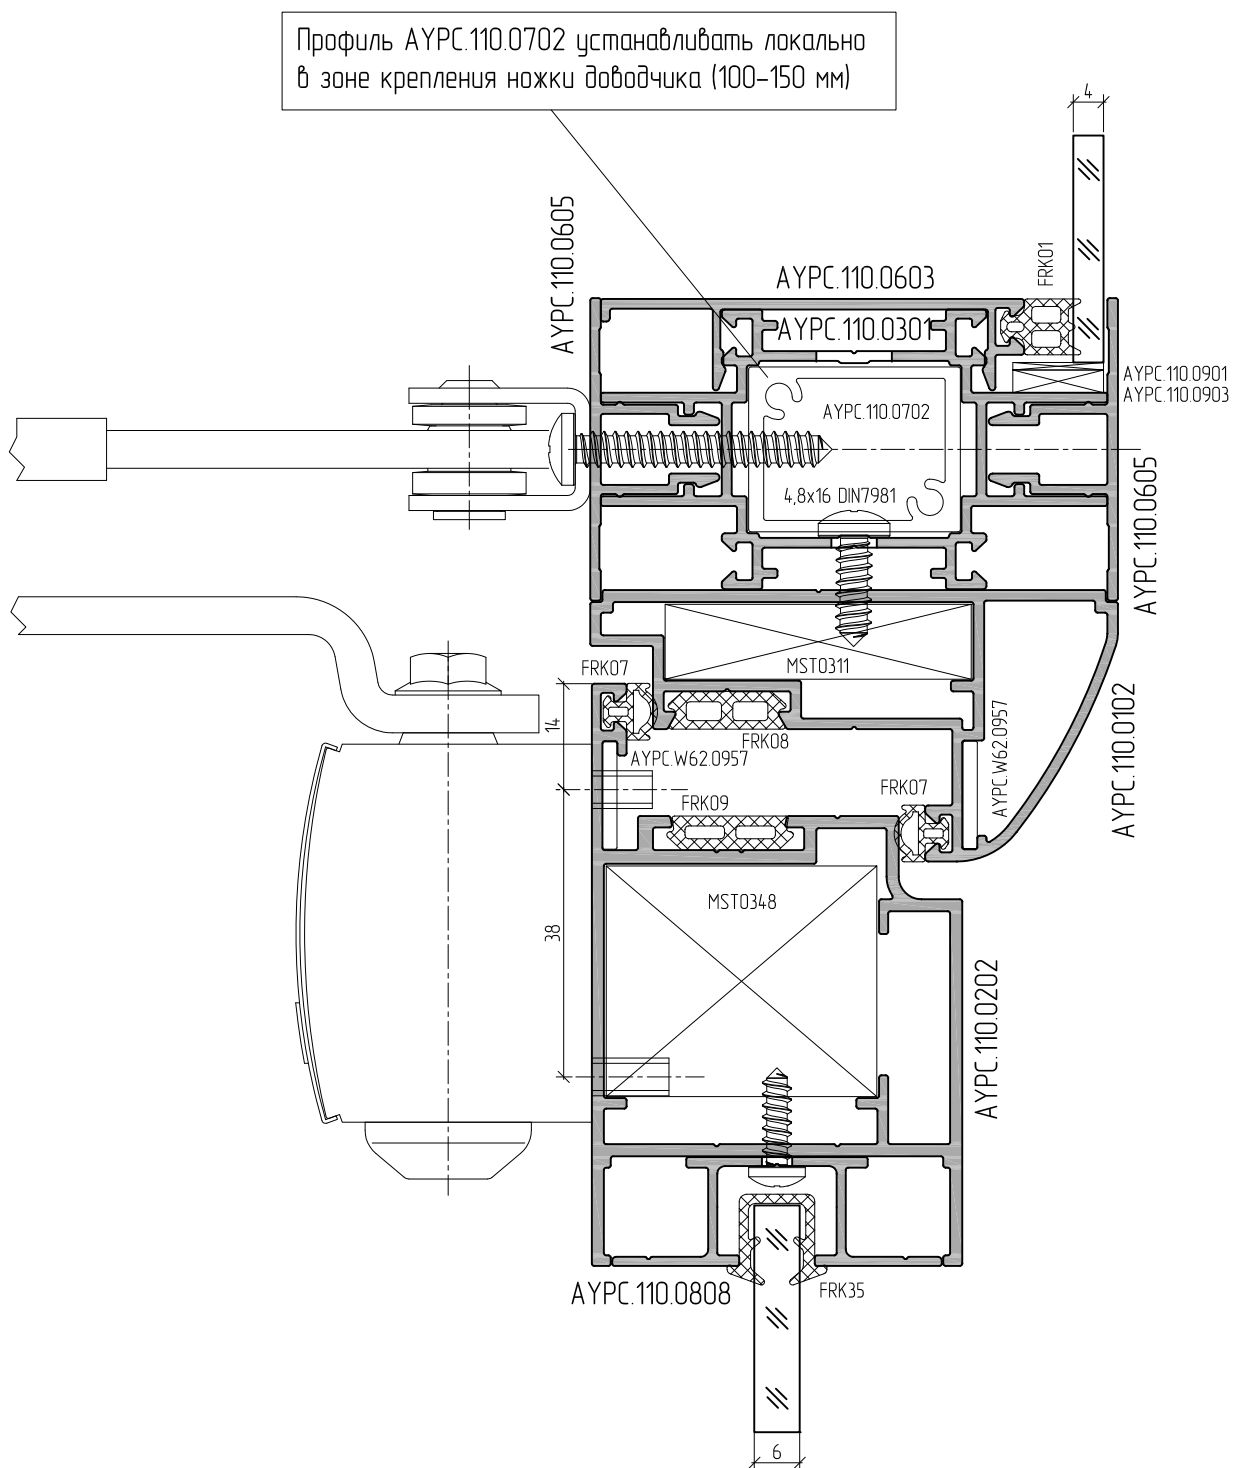 Профиль AYPC.110.0702 устанавливать локально
в зоне крепления ножки доводчика (100-150 мм)
4
AYPC.110.0605
FRK01
AYPC.110.0603
AYPC.110.0301
AYPC.110.0901
AYPC.110.0903
AYPC.110.0702
4,8x16 DIN7981
AYPC.110.0605
MST0311
FRK07
14
FRK08
AYPC.W62.0957
AYPC.W62.0957
AYPC.110.0102
FRK07
FRK09
MST0348
38
AYPC.110.0202
AYPC.110.0808
FRK35
6